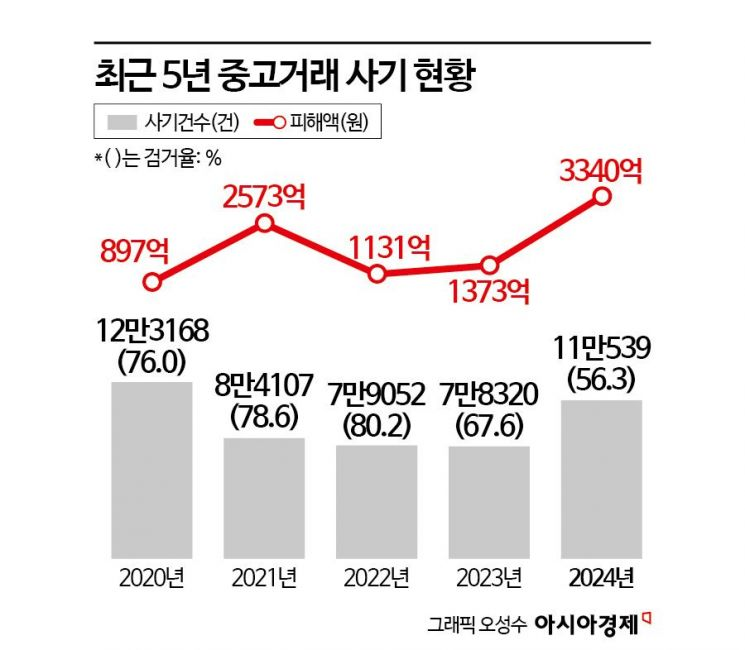 최근 5년 중고거래 사기 현황
사기건수(건) 피해액(원)
*( )는 검거율: %
897억
2573억
1131억
1373억
3340억
12만3168
(76.0)
8만4107
(78.6)
7만9052
(80.2)
7만8320
(67.6)
11만539
(56.3)
2020년 2021년 2022년 2023년 2024년
그래픽 오성수 아시아경제